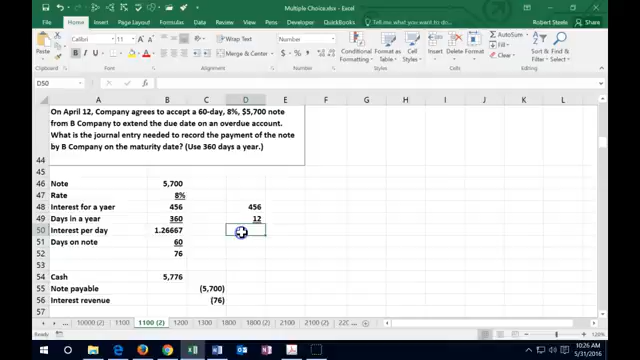 Multiple Choice.xlsx - Excel
Robert Steele
File Home Insert Page Layout Formulas Data Review View Developer QuickBooks Tell me what you want to do Share
Calibri 11 Wrap Text Number AutoSum
Paste Merge & Center Conditional Formatting Format as Table Cell Styles Cells Fill Clear Sort & Filter Find & Select
Clipboard Font Alignment Number Styles Editing
D50 fx
A B C D E F G H I J K L
On April 12, Company agrees to accept a 60-day, 8%, $5,700 note
from B Company to extend the due date on an overdue account.
What is the journal entry needed to record the payment of the note
by B Company on the maturity date? (Use 360 days a year.)
44
45
46 Note 5,700
47 Rate 8%
48 Interest for a yaer 456 456
49 Days in a year 360 12
50 Interest per day 1.26667
51 Days on note 60
52 76
53
54 Cash 5,776
55 Note payable (5,700)
56 Interest revenue (76)
57
... 10000 (2) 1100 1100 (2) 1200 1300 1800 1800 (2) 2100 2100 (2) 220 ...
Ready 120%
10:26 AM
5/31/2016